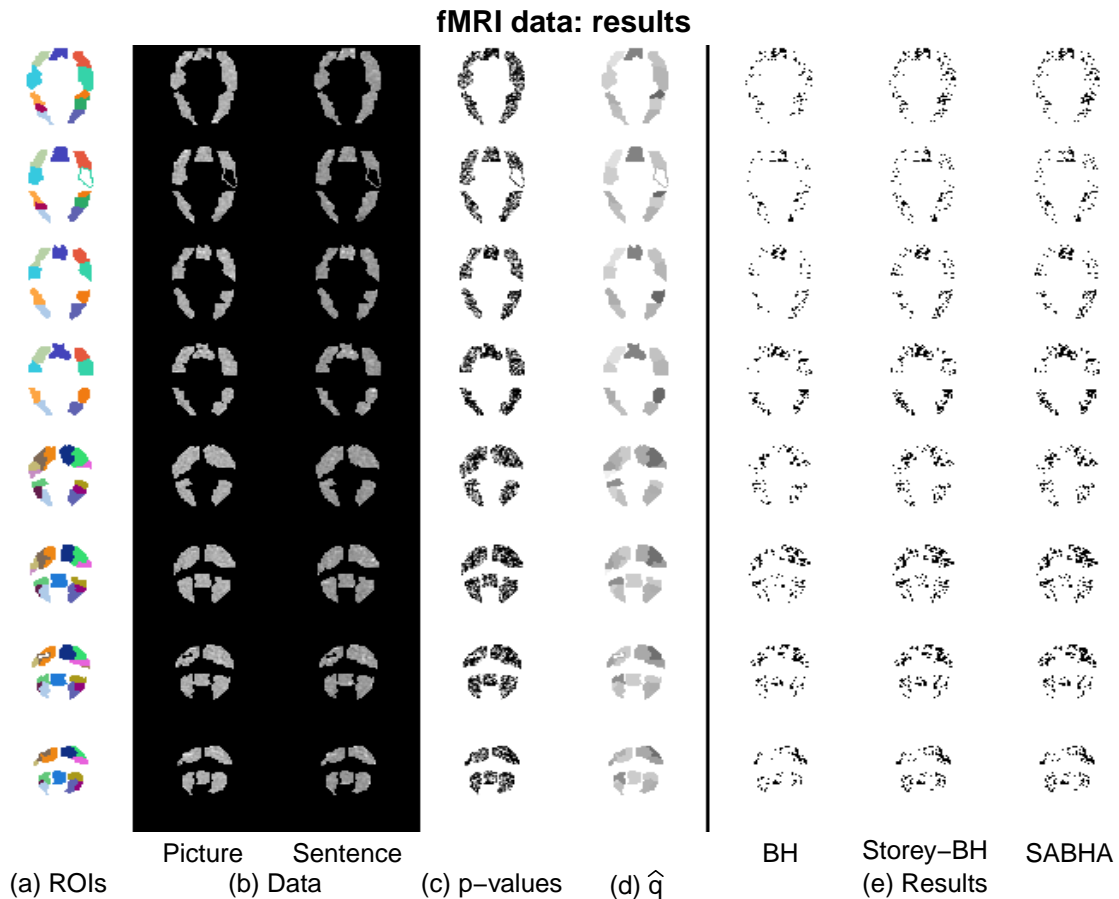 fMRI data: results
Picture Sentence BH Storey−BH SABHA
(a) ROIs (b) Data (c) p−values (d) q̂ (e) Results